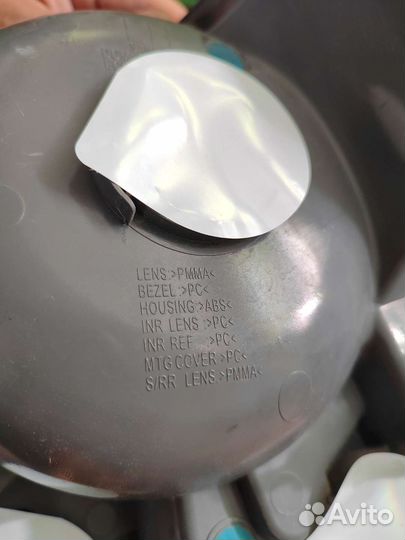 LENS:>PMMA<
BEZEL:>PC<
HOUSING:>ABS<
INR LENS :>PC<
INR REF :>PC<
MTG COVER:>PC<
S/RR LENS:>PMMA<
Avito